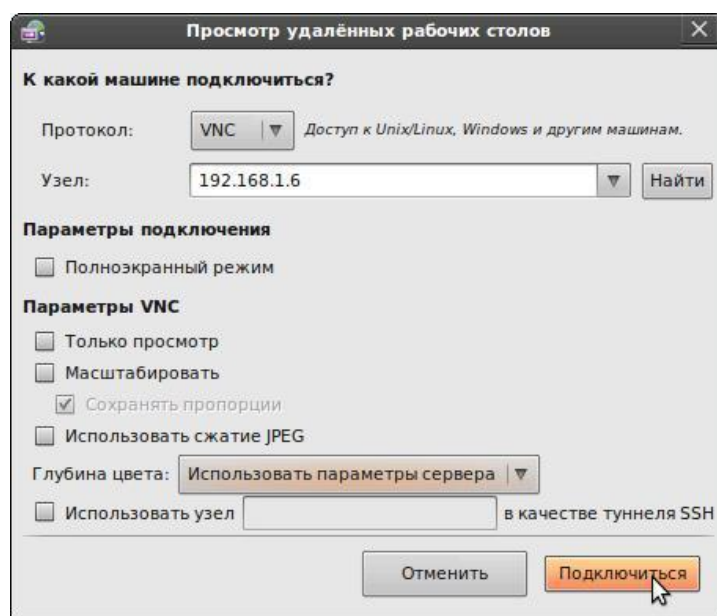 Просмотр удалённых рабочих столов
К какой машине подключиться?
Протокол: VNC Доступ к Unix/Linux, Windows и другим машинам.
Узел: 192.168.1.6 Найти
Параметры подключения
Полноэкранный режим
Параметры VNC
Только просмотр
Масштабировать
Сохранять пропорции
Использовать сжатие JPEG
Глубина цвета: Использовать параметры сервера
Использовать узел в качестве туннеля SSH
Отменить Подключиться